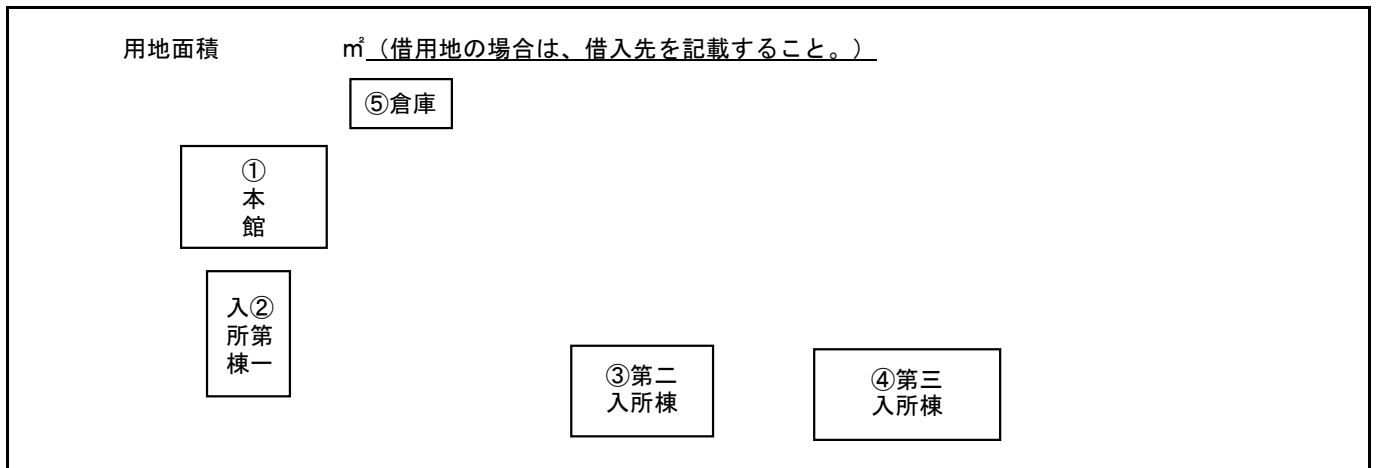 用地面積 ㎡（借用地の場合は、借入先を記載すること。）
⑤倉庫
①
本
館
②第一
入所棟
③第二
入所棟
④第三
入所棟